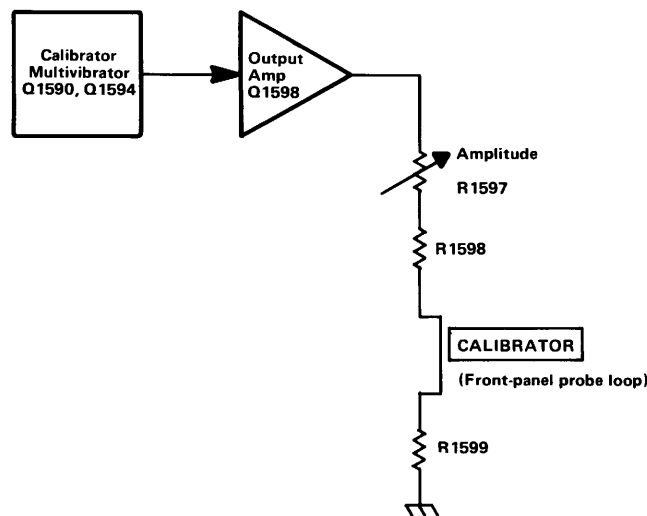 Calibrator
Multivibrator
Q1590, Q1594
Output
Amp
Q1598
Amplitude
R1597
R1598
CALIBRATOR
(Front-panel probe loop)
R1599